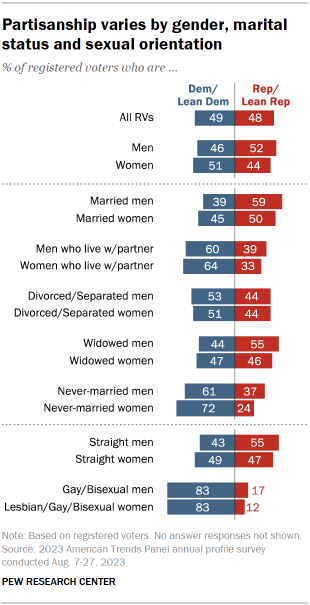 Partisanship varies by gender, marital
status and sexual orientation
% of registered voters who are ...
Dem/ Rep/
Lean Dem Lean Rep
All RVs 49 48
Men 46 52
Women 51 44
Married men 39 59
Married women 45 50
Men who live w/partner 60 39
Women who live w/partner 64 33
Divorced/Separated men 53 44
Divorced/Separated women 51 44
Widowed men 44 55
Widowed women 47 46
Never-married men 61 37
Never-married women 72 24
Straight men 43 55
Straight women 49 47
Gay/Bisexual men 83 17
Lesbian/Gay/Bisexual women 83 12
Note: Based on registered voters. No answer responses not shown.
Source: 2023 American Trends Panel annual profile survey
conducted Aug. 7-27, 2023.
PEW RESEARCH CENTER